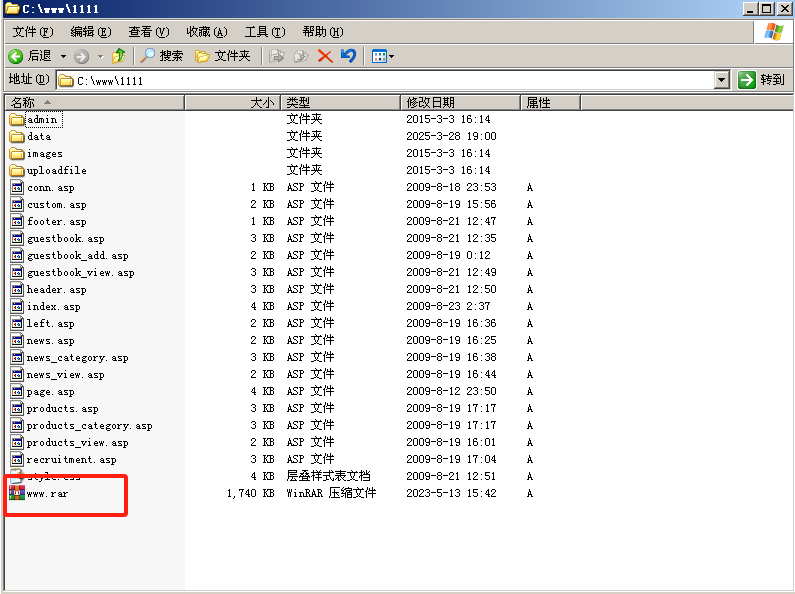 C:\www\1111
文件(F) 编辑(E) 查看(V) 收藏(A) 工具(T) 帮助(H)
后退 搜索 文件夹
地址(D) C:\www\1111 转到
名称 大小 类型 修改日期 属性
admin 文件夹 2015-3-3 16:14
data 文件夹 2025-3-28 19:00
images 文件夹 2015-3-3 16:14
uploadfile 文件夹 2015-3-3 16:14
conn.asp 1 KB ASP 文件 2009-8-18 23:53 A
custom.asp 2 KB ASP 文件 2009-8-19 15:56 A
footer.asp 1 KB ASP 文件 2009-8-21 12:47 A
guestbook.asp 3 KB ASP 文件 2009-8-21 12:35 A
guestbook_add.asp 2 KB ASP 文件 2009-8-19 0:12 A
guestbook_view.asp 3 KB ASP 文件 2009-8-21 12:49 A
header.asp 3 KB ASP 文件 2009-8-21 12:50 A
index.asp 4 KB ASP 文件 2009-8-23 2:37 A
left.asp 2 KB ASP 文件 2009-8-19 16:36 A
news.asp 2 KB ASP 文件 2009-8-19 16:25 A
news_category.asp 3 KB ASP 文件 2009-8-19 16:38 A
news_view.asp 2 KB ASP 文件 2009-8-19 16:44 A
page.asp 4 KB ASP 文件 2009-8-12 23:50 A
products.asp 3 KB ASP 文件 2009-8-19 17:17 A
products_category.asp 3 KB ASP 文件 2009-8-19 17:17 A
products_view.asp 2 KB ASP 文件 2009-8-19 16:01 A
recruitment.asp 3 KB ASP 文件 2009-8-19 17:04 A
style.css 4 KB 层叠样式表文档 2009-8-21 12:51 A
www.rar 1,740 KB WinRAR 压缩文件 2023-5-13 15:42 A